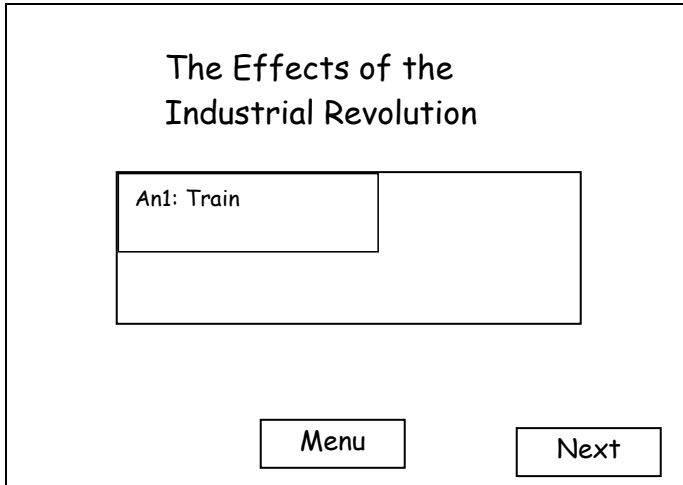 The Effects of the
Industrial Revolution
An1: Train
Menu
Next